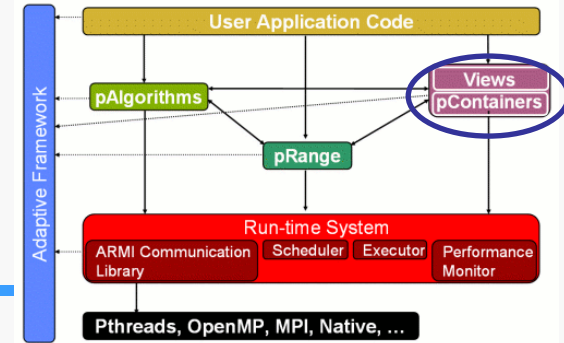 User Application Code
Adaptive Framework
pAlgorithms
Views
pContainers
pRange
Run-time System
ARMI Communication
Library
Scheduler
Executor
Performance
Monitor
Pthreads, OpenMP, MPI, Native, ...